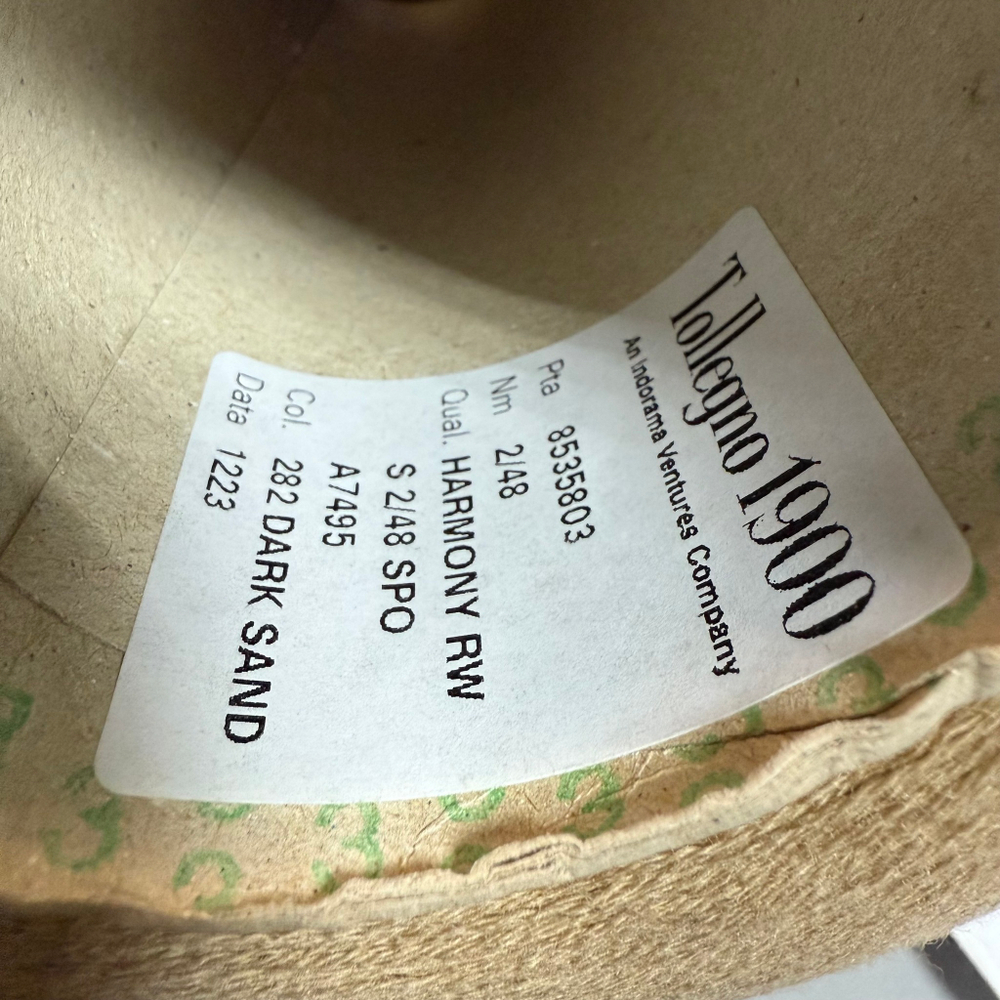 Tollegno 1900
An Indorama Ventures Company
Pta 8535803
Nm 2/48
Qual. HARMONY RW
S 2/48 SPO
A7495
Col. 282 DARK SAND
Data 1223